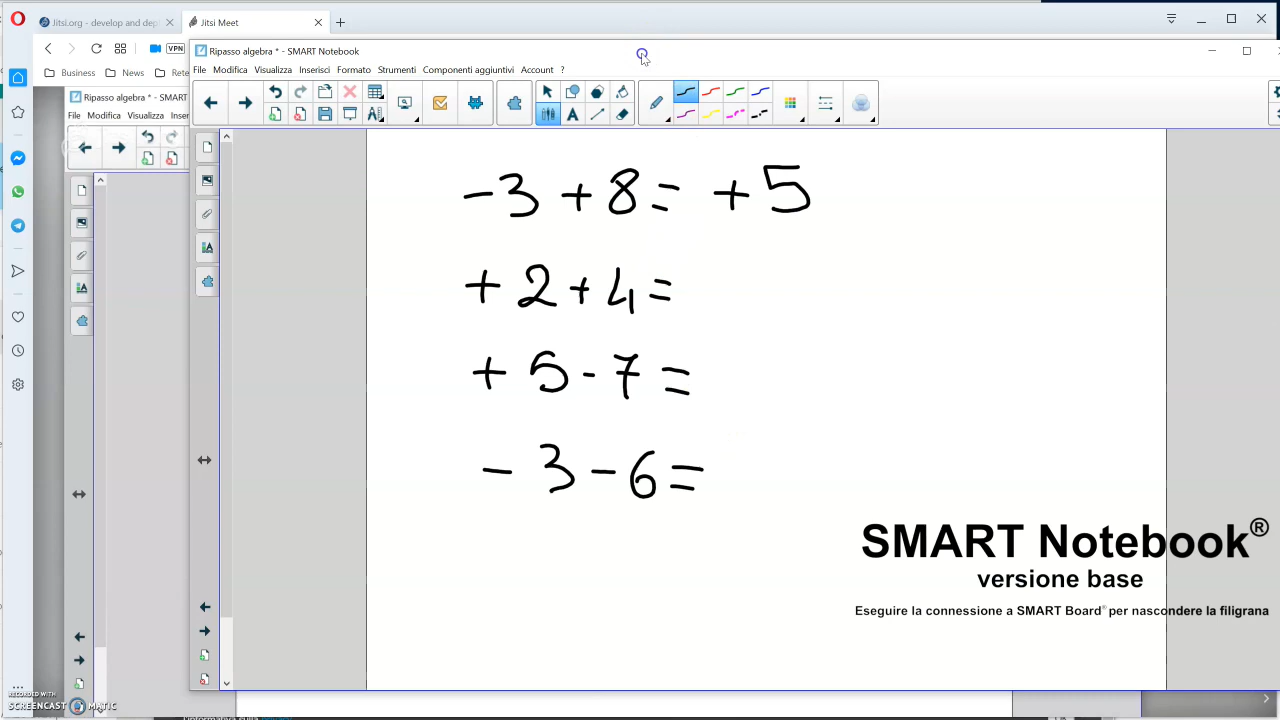 Jitsi.org - develop and dep
Jitsi Meet
VPN
Business
News
Rete
Ripasso algebra * - SMART
File Modifica Visualizza Inse
Ripasso algebra * - SMART Notebook
File Modifica Visualizza Inserisci Formato Strumenti Componenti aggiuntivi Account ?
-3 +8= +5
+ 2+4=
+ 5-7=
- 3-6=
SMART Notebook®
versione base
Eseguire la connessione a SMART Board® per nascondere la filigrana
RECORDED WITH
SCREENCAST MATIC